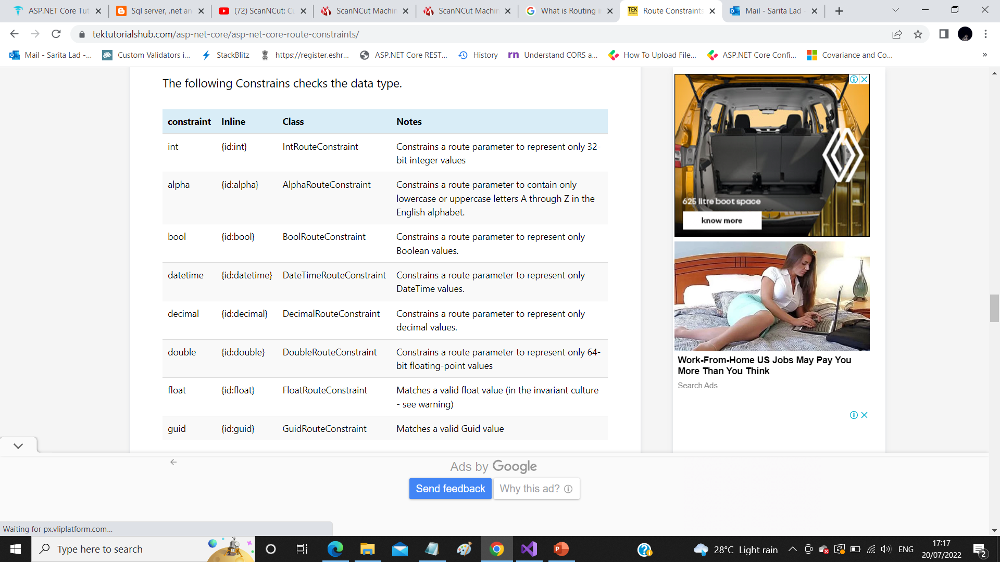 ASP.NET Core Tut
Sql server, .net an
(72) ScanNCut: Cu
ScanNCut Machin
ScanNCut Machin
What is Routing in
TEK
Route Constraints
Mail - Sarita Lad -
tektutorialshub.com/asp-net-core/asp-net-core-route-constraints/
Mail - Sarita Lad -...
Custom Validators i...
StackBlitz
https://register.eshr...
ASP.NET Core REST...
History
rn Understand CORS a...
How To Upload File...
ASP.NET Core Confi...
Covariance and Co...
»
The following Constrains checks the data type.
constraint Inline Class Notes
int {id:int} IntRouteConstraint Constrains a route parameter to represent only 32-
bit integer values
alpha {id:alpha} AlphaRouteConstraint Constrains a route parameter to contain only
lowercase or uppercase letters A through Z in the
English alphabet.
bool {id:bool} BoolRouteConstraint Constrains a route parameter to represent only
Boolean values.
datetime {id:datetime} DateTimeRouteConstraint Constrains a route parameter to represent only
DateTime values.
decimal {id:decimal} DecimalRouteConstraint Constrains a route parameter to represent only
decimal values.
double {id:double} DoubleRouteConstraint Constrains a route parameter to represent only 64-
bit floating-point values
float {id:float} FloatRouteConstraint Matches a valid float value (in the invariant culture
- see warning)
guid {id:guid} GuidRouteConstraint Matches a valid Guid value
625 litre boot space
know more
Work-From-Home US Jobs May Pay You
More Than You Think
Search Ads
Ads by Google
Send feedback
Why this ad?
Waiting for px.vliplatform.com...
Type here to search
28°C Light rain
ENG
17:17
20/07/2022
2